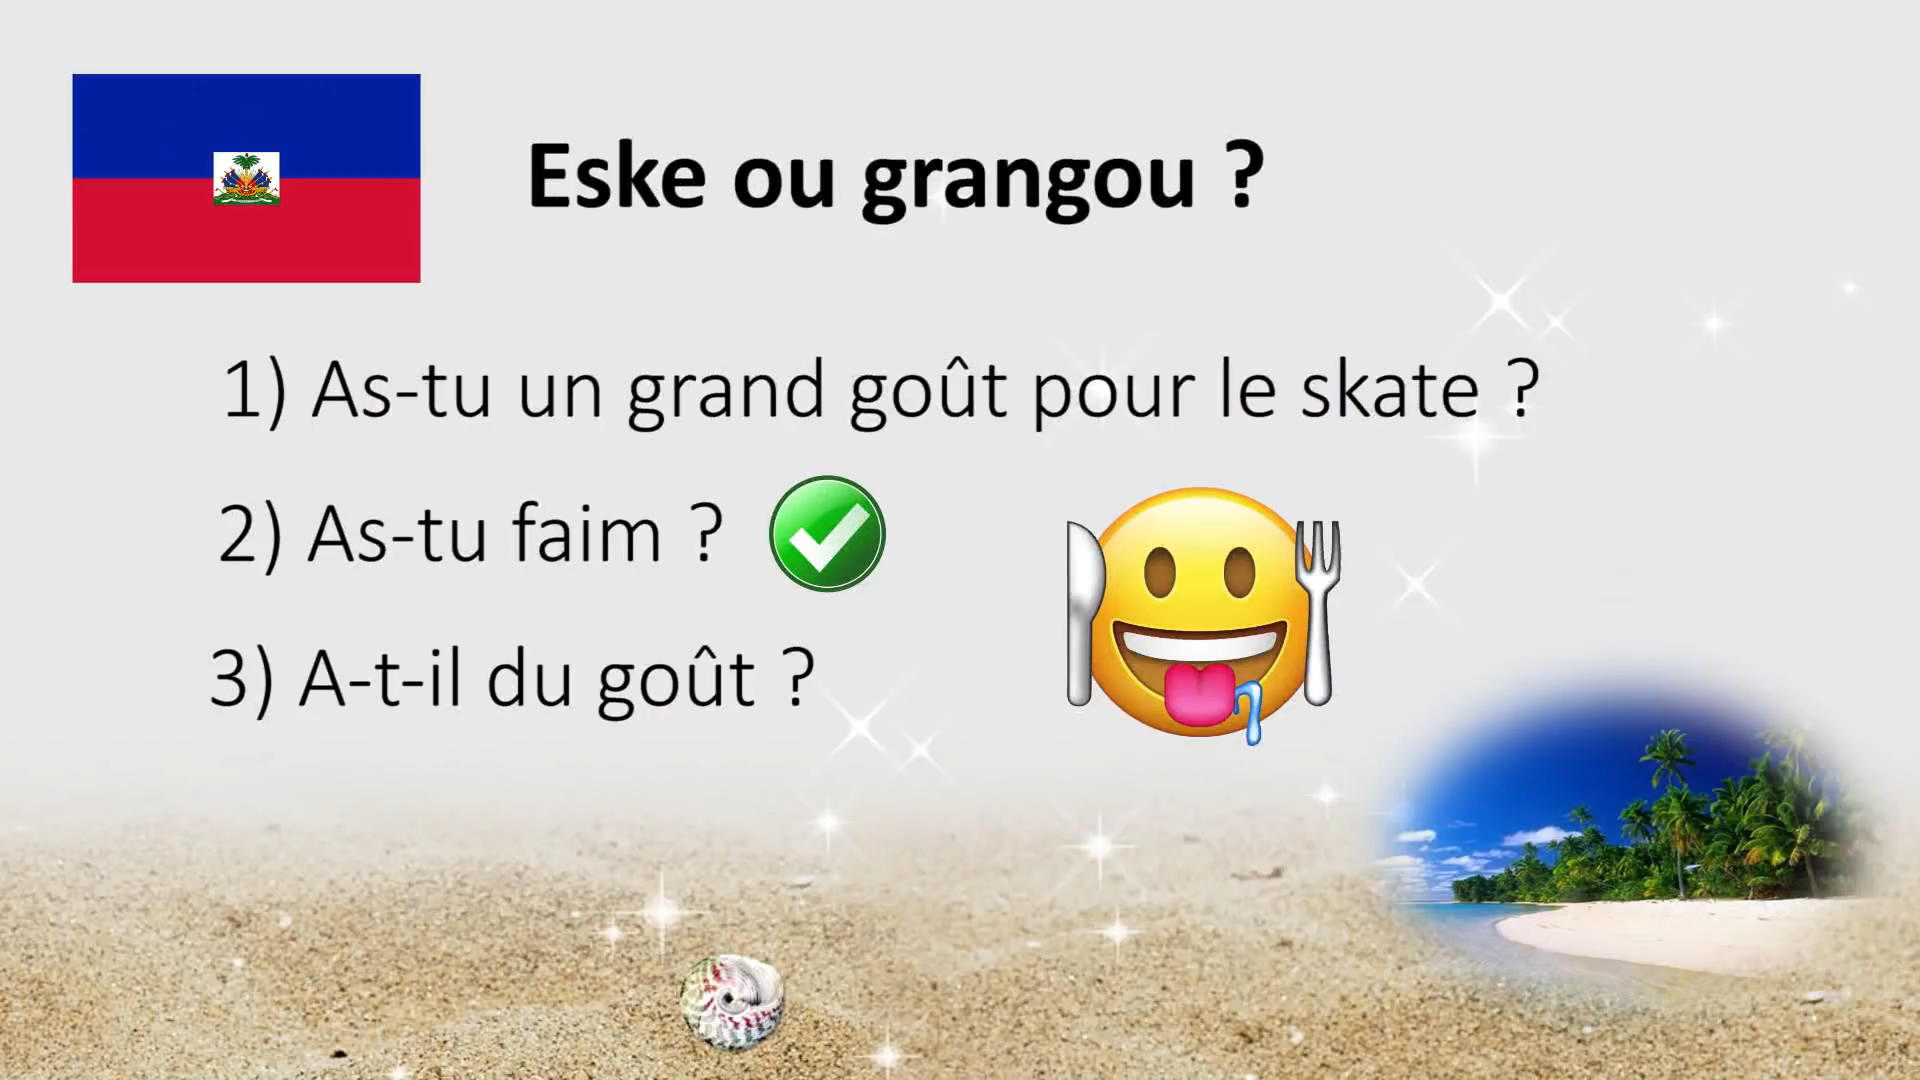 Eske ou grangou ?
1) As-tu un grand goût pour le skate ?
2) As-tu faim ?
3) A-t-il du goût ?